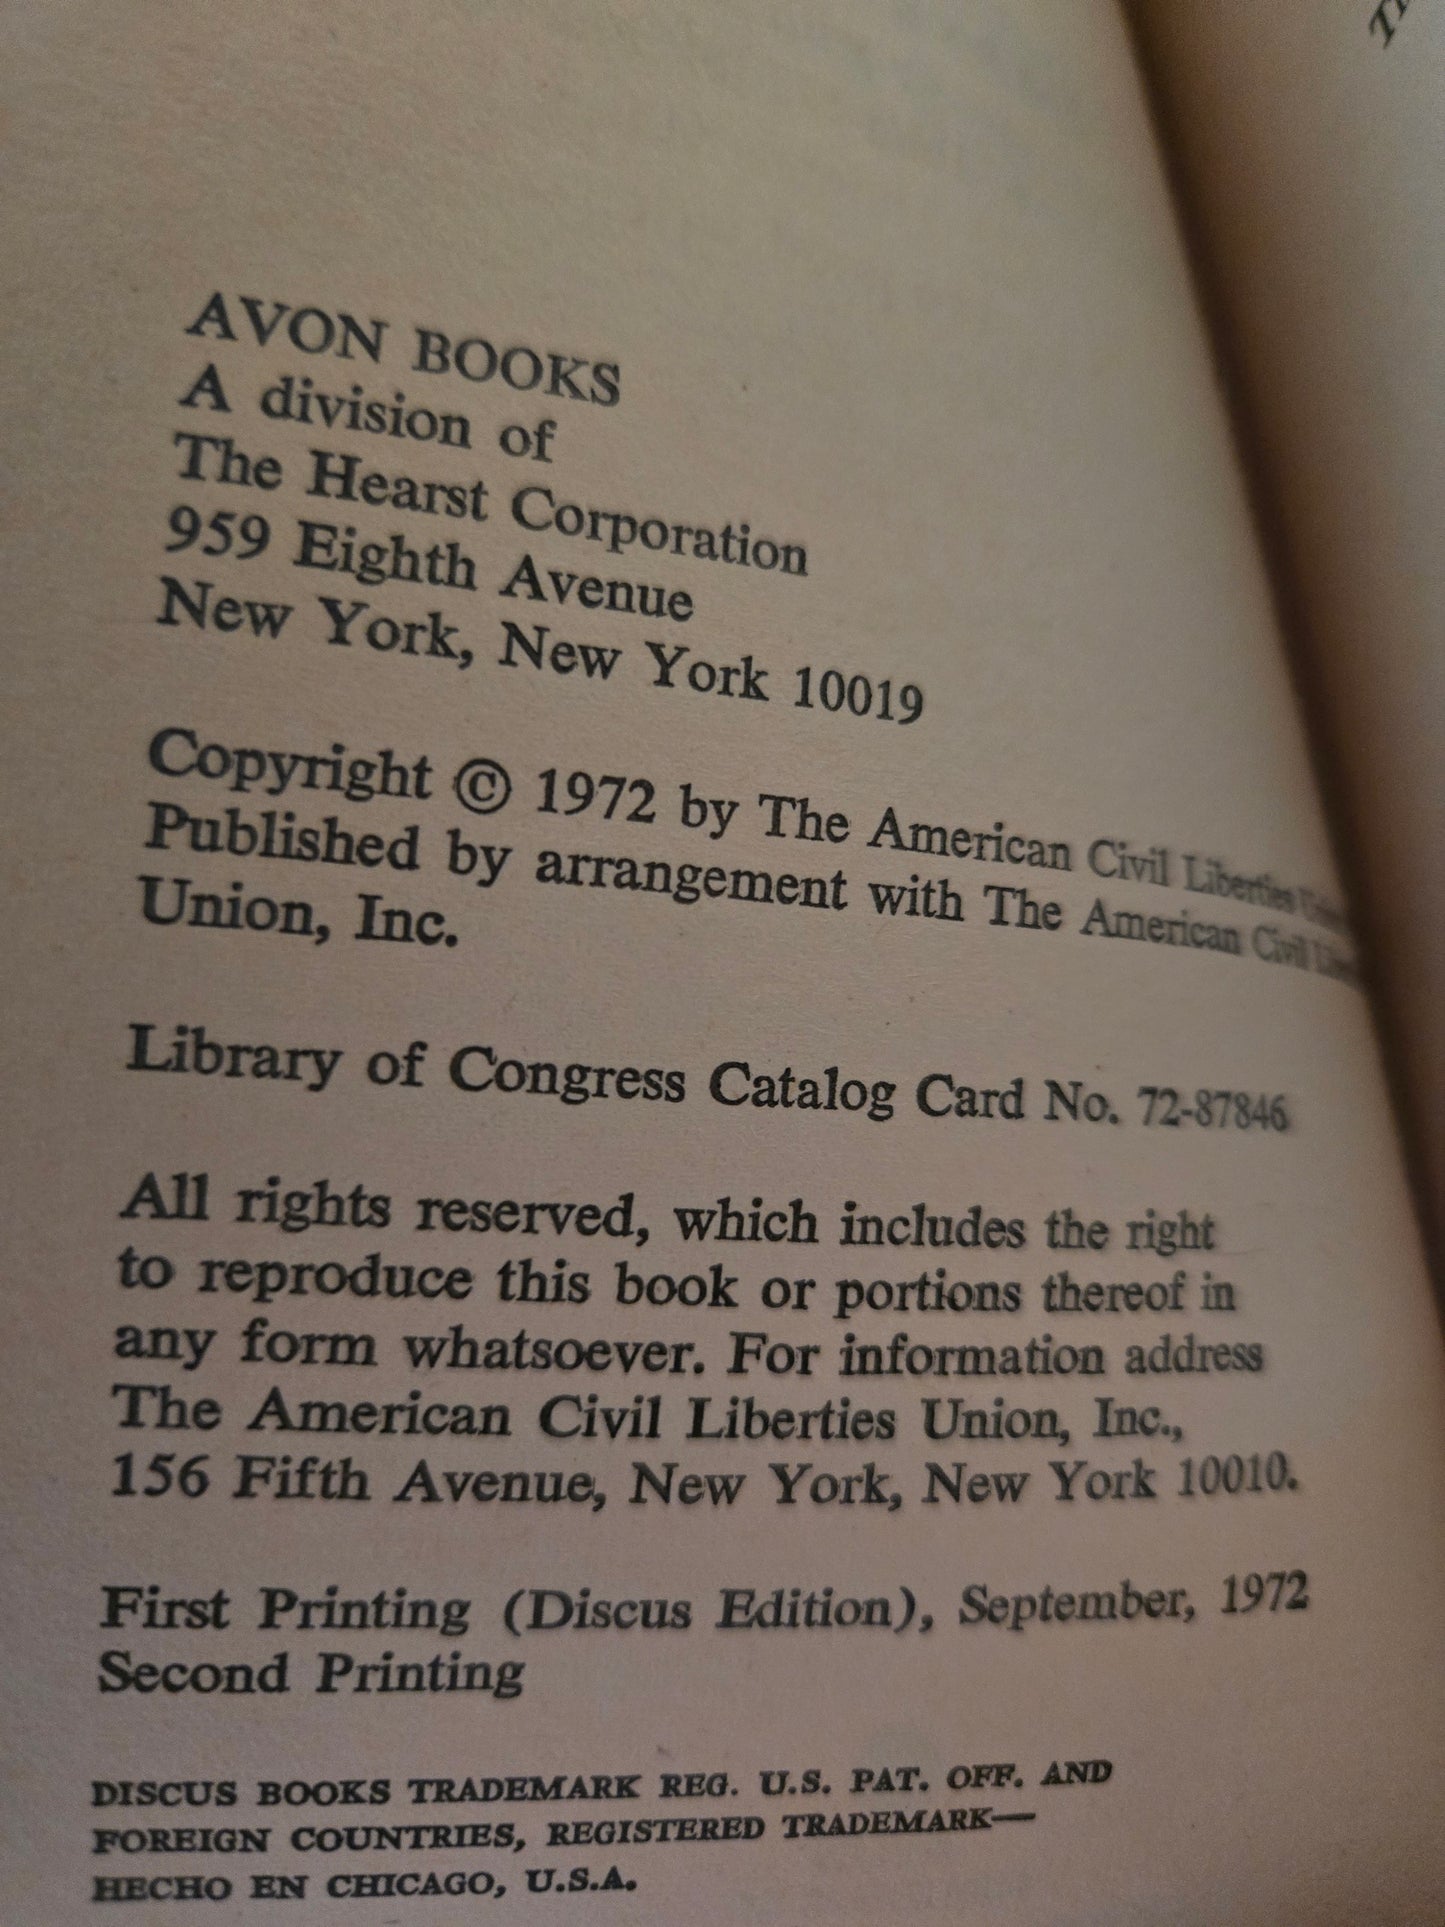 AVON BOOKS
A division of
The Hearst Corporation
959 Eighth Avenue
New York, New York 10019
Copyright © 1972 by The American Civil Liberties
Published by arrangement with The American Civil
Union, Inc.
Library of Congress Catalog Card No. 72-87846
All rights reserved, which includes the right
to reproduce this book or portions thereof in
any form whatsoever. For information address
The American Civil Liberties Union, Inc.,
156 Fifth Avenue, New York, New York 10010.
First Printing (Discus Edition), September, 1972
Second Printing
DISCUS BOOKS TRADEMARK REG. U.S. PAT. OFF. AND
FOREIGN COUNTRIES, REGISTERED TRADEMARK—
HECHO EN CHICAGO, U.S.A.